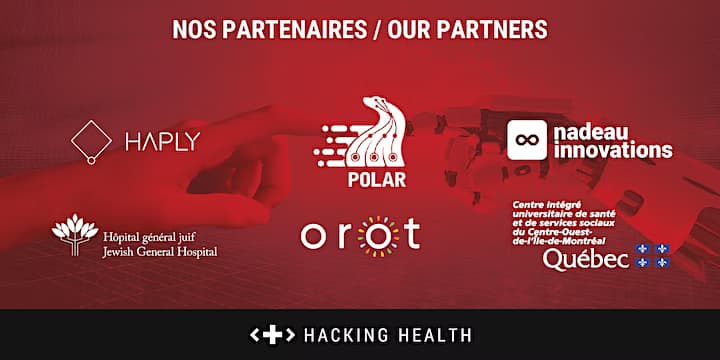 NOS PARTENAIRES / OUR PARTNERS
HAPLY
POLAR
nadeau
innovations
Hôpital général juif
Jewish General Hospital
orot
Centre intégré
universitaire de santé
et de services sociaux
du Centre-Ouest-
de-l'Île-de-Montréal
Québec
HACKING HEALTH